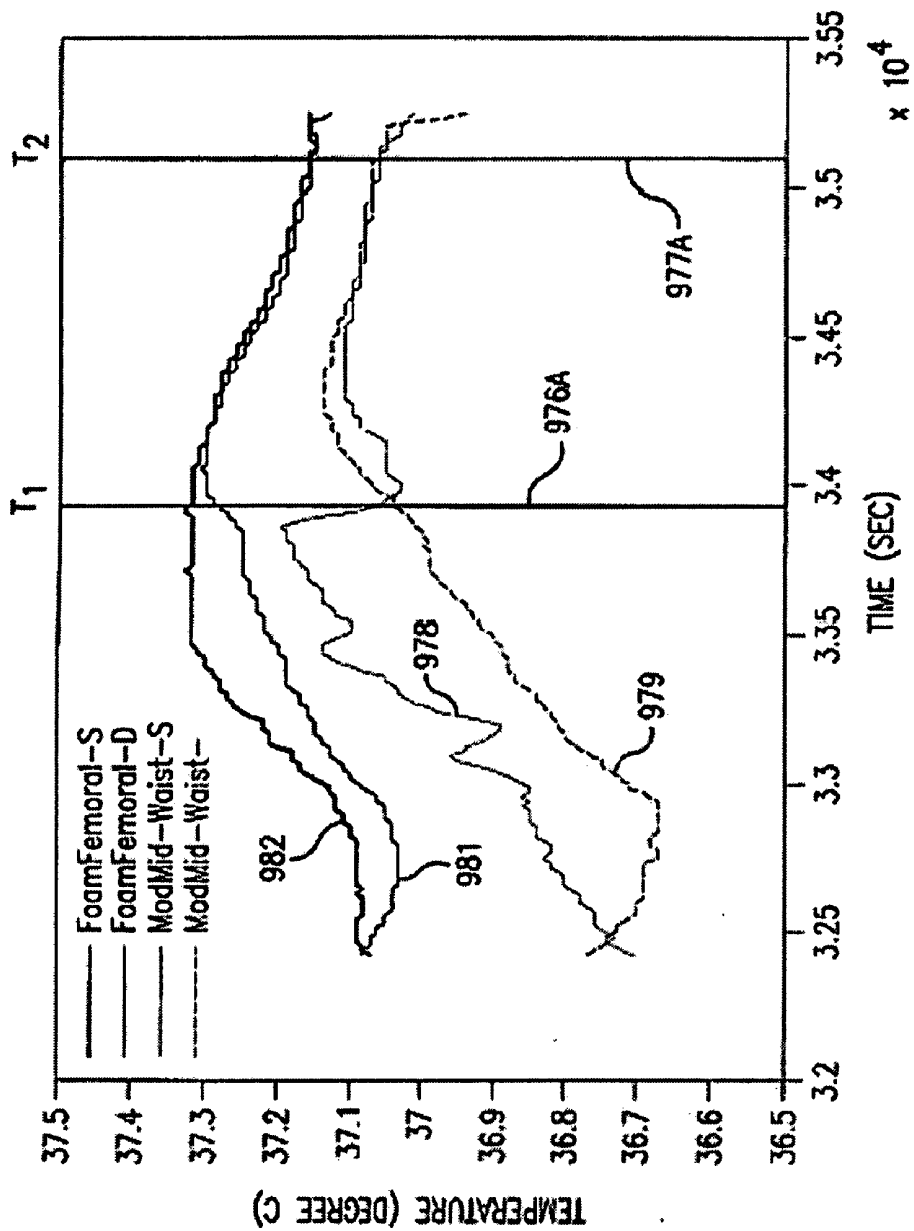 T1
T2
FoamFemoral-S
FoamFemoral-D
ModMid-Waist-S
ModMid-Waist-
982
981
978
979
976A
977A
37.5
37.4
37.3
37.2
37.1
37
36.9
36.8
36.7
36.6
36.5
TEMPERATURE (DEGREE C)
3.2
3.25
3.3
3.35
3.4
3.45
3.5
3.55
x 10^4
TIME (SEC)